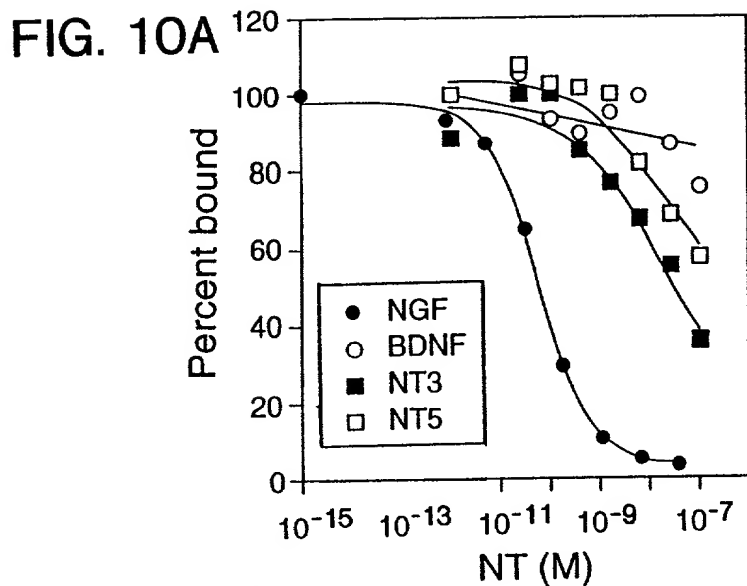 FIG. 10A
120
100
80
60
40
20
0
Percent bound
NGF
BDNF
NT3
NT5
10⁻¹⁵ 10⁻¹³ 10⁻¹¹ 10⁻⁹ 10⁻⁷
NT (M)